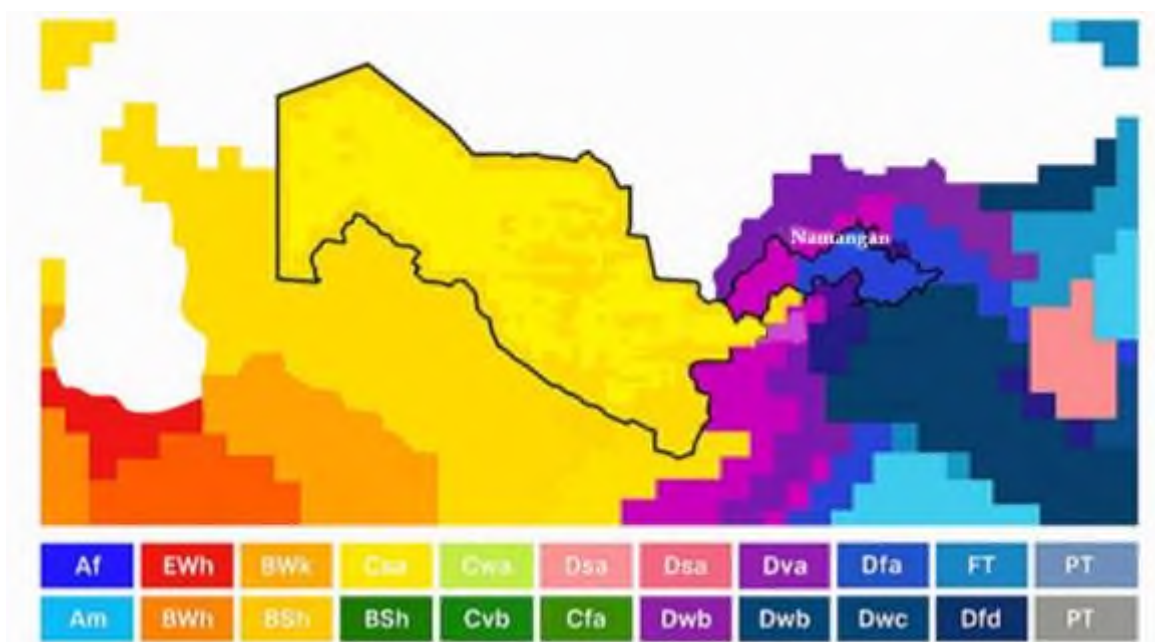 Namangan
Af EWh BWk Csa Cwa Dsa Dsa Dva Dfa FT PT
Am BWh BSh BSh Cvb Cfa Dwb Dwb Dwc Dfd PT